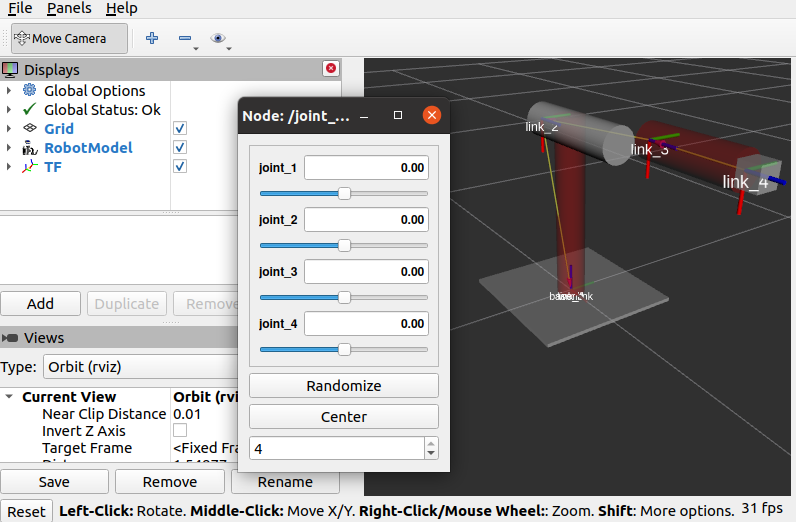 File Panels Help
Move Camera
Displays
Global Options
Global Status: Ok
Grid
RobotModel
TF
Add Duplicate Remove
Views
Type: Orbit (rviz)
Current View Orbit (rviz
Near Clip Distance 0.01
Invert Z Axis
Target Frame <Fixed Fra
Save Remove Rename
Reset Left-Click: Rotate. Middle-Click: Move X/Y. Right-Click/Mouse Wheel:: Zoom. Shift: More options. 31 fps
Node: /joint_...
joint_1 0.00
joint_2 0.00
joint_3 0.00
joint_4 0.00
Randomize
Center
4
link_2
link_3
link_4